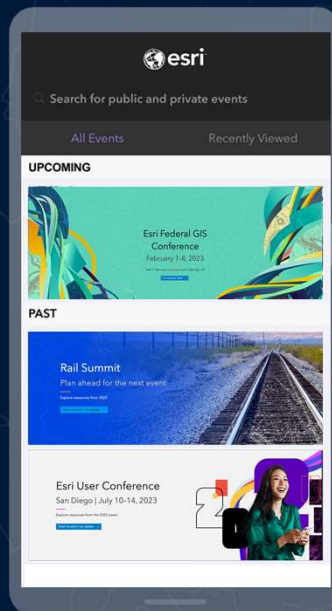 esri
Search for public and private events
All Events
Recently Viewed
UPCOMING
Esri Federal GIS
Conference
February 7-8, 2023
PAST
Rail Summit
Plan ahead for the next event
Explore resources from 2022
Esri User Conference
San Diego | July 10-14, 2023
Explore resources from the 2022 event